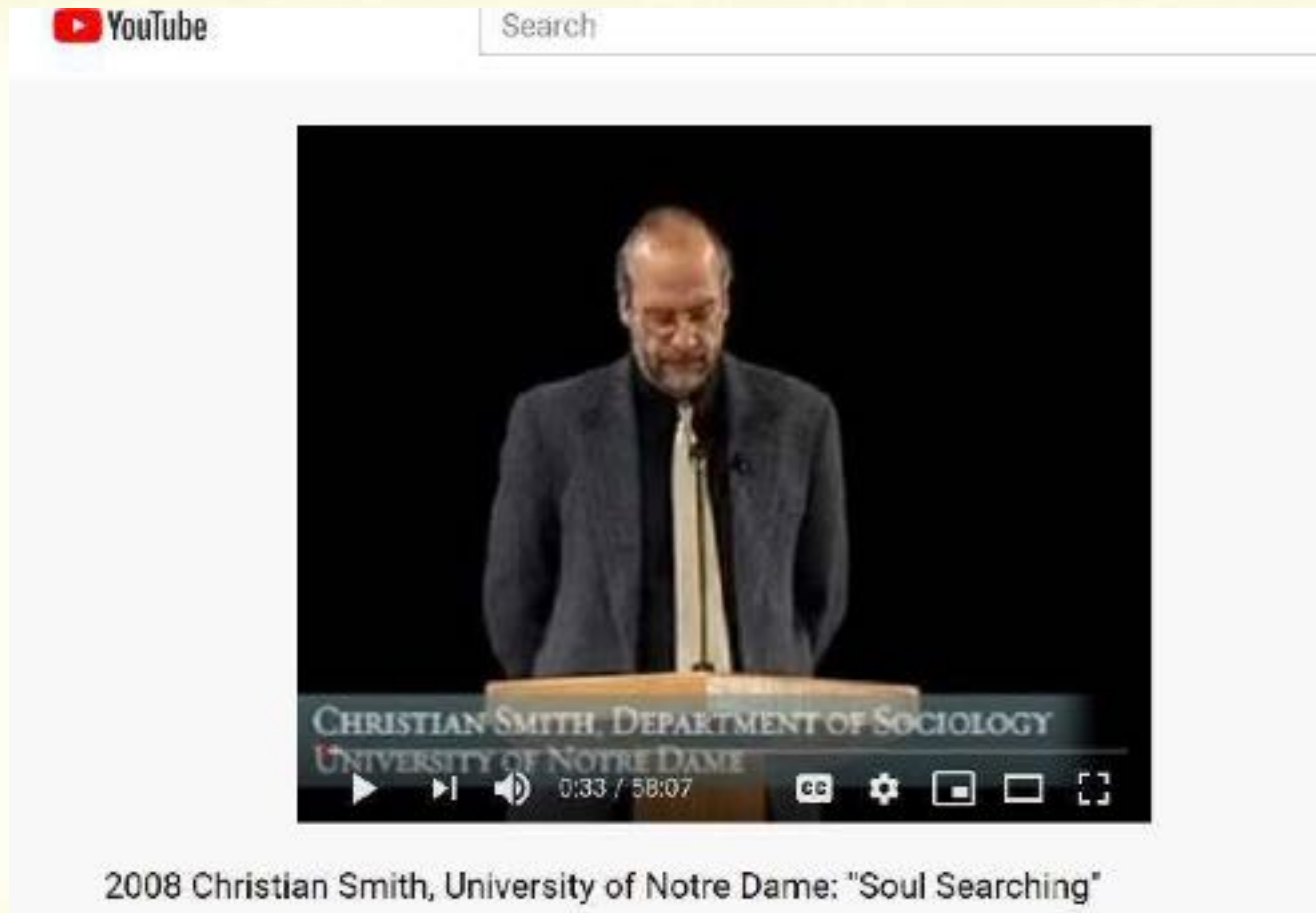 YouTube
Search
CHRISTIAN SMITH, DEPARTMENT OF SOCIOLOGY
UNIVERSITY OF NOTRE DAME
0:33 / 58:07
CC
2008 Christian Smith, University of Notre Dame: "Soul Searching"